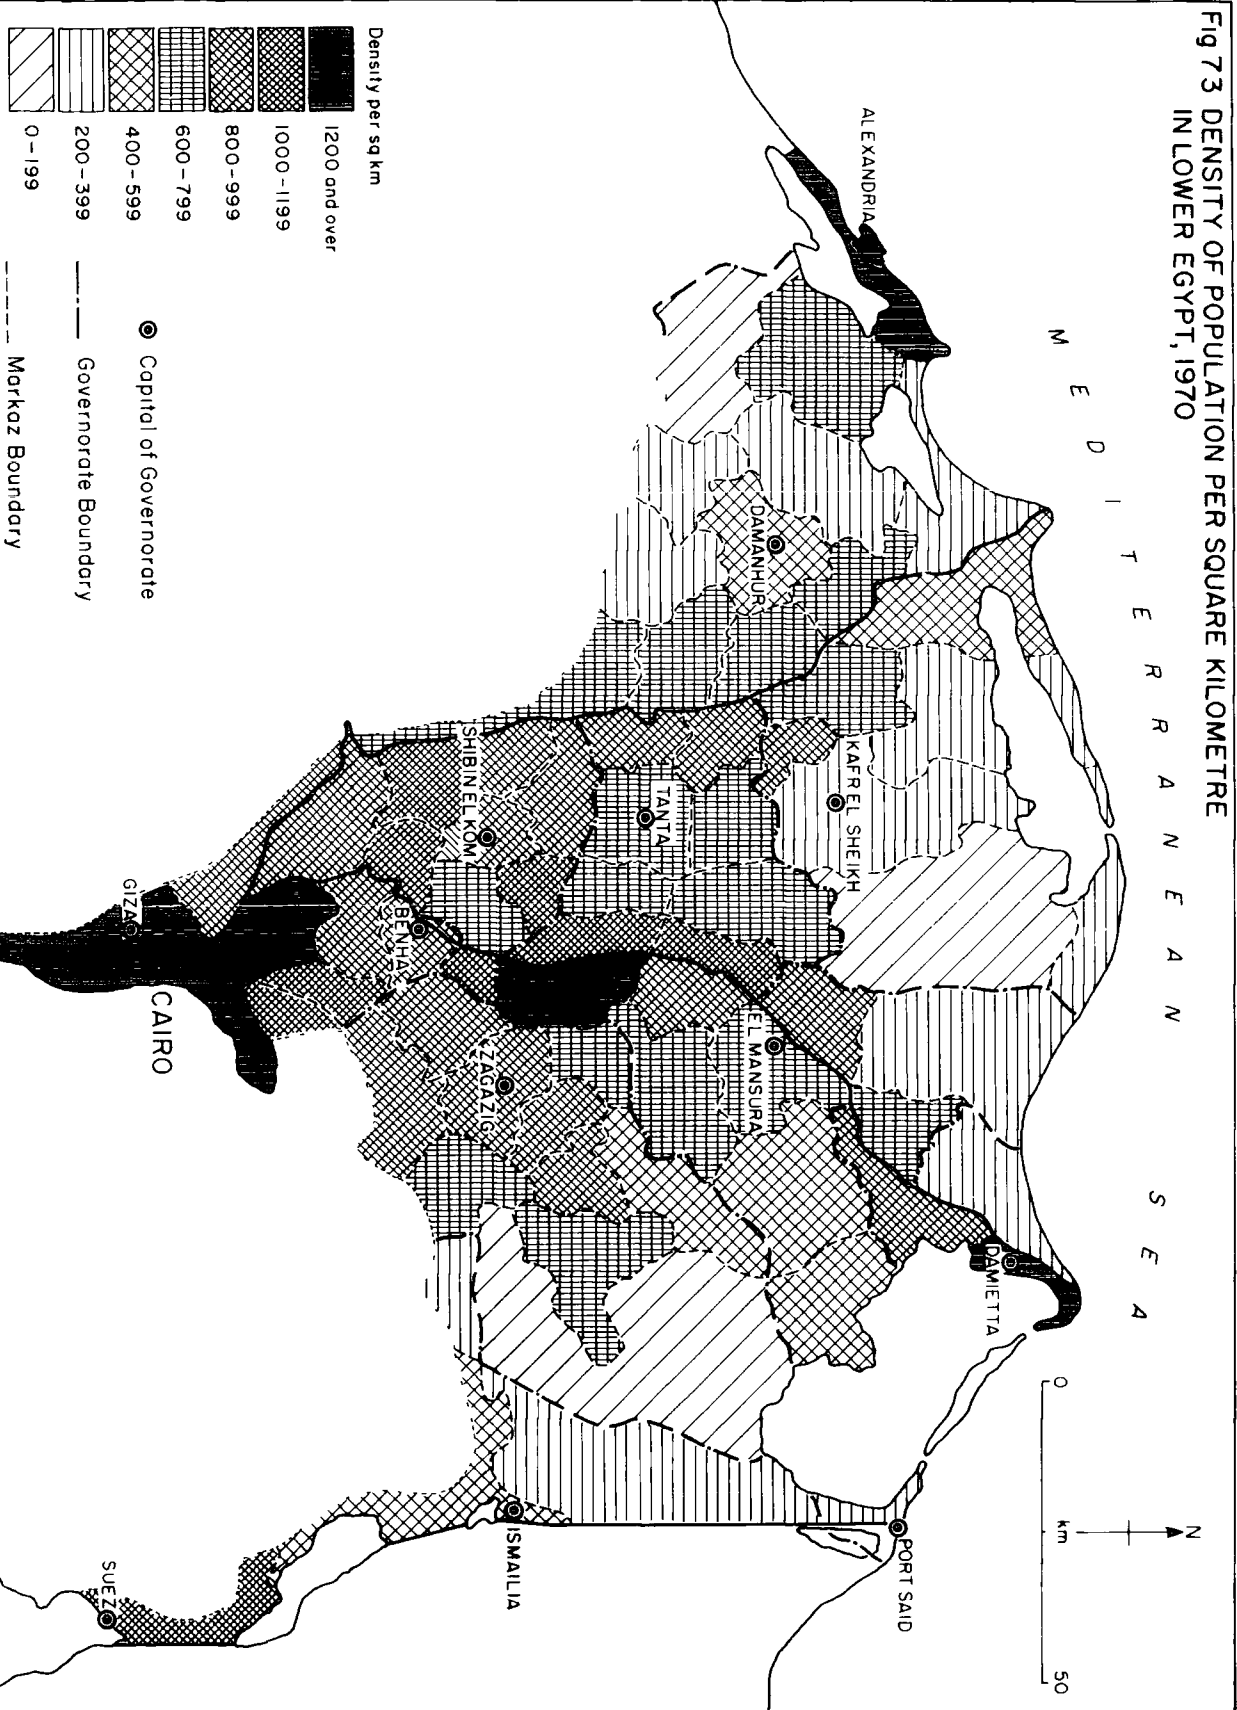 Fig 73 DENSITY OF POPULATION PER SQUARE KILOMETRE
IN LOWER EGYPT, 1970
N
0
km
50
MEDITERRANEAN SEA
ALEXANDRIA
DAMIETTA
PORT SAID
KAFR EL SHEIKH
DAMANHUR
EL MANSURA
TANTA
ISMAILIA
ZAGAZIG
SHIBIN EL KOM
BENHA
CAIRO
GIZA
SUEZ
Density per sq km
1200 and over
1000-1199
800-999
600-799
400-599
200-399
0-199
Capital of Governorate
Governorate Boundary
Markaz Boundary